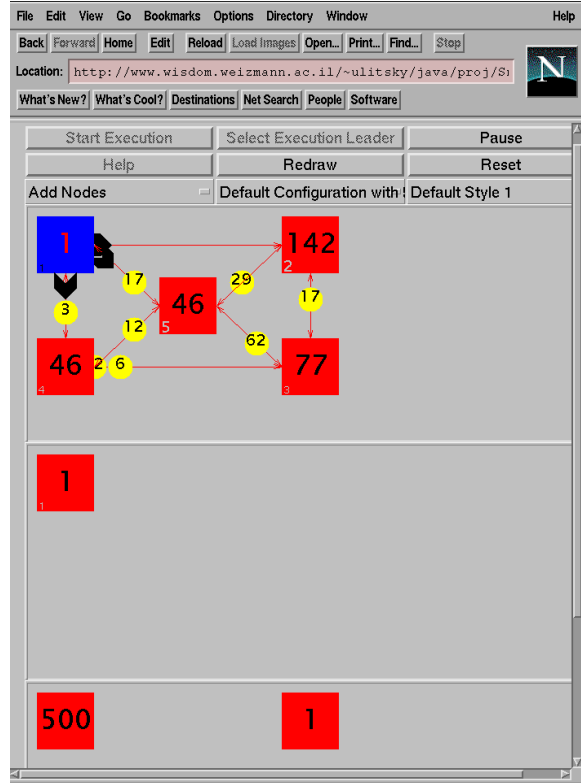 File Edit View Go Bookmarks Options Directory Window Help
Back Forward Home Edit Reload Load Images Open... Print... Find... Stop
Location: http://www.wisdom.weizmann.ac.il/~ulitsky/java/proj/S
N
What's New? What's Cool? Destinations Net Search People Software
Start Execution Select Execution Leader Pause
Help Redraw Reset
Add Nodes Default Configuration with Default Style 1
1 142
2
17 29
46
5
17
3
12
62
46 2 6 77
4 3
1
1
500 1